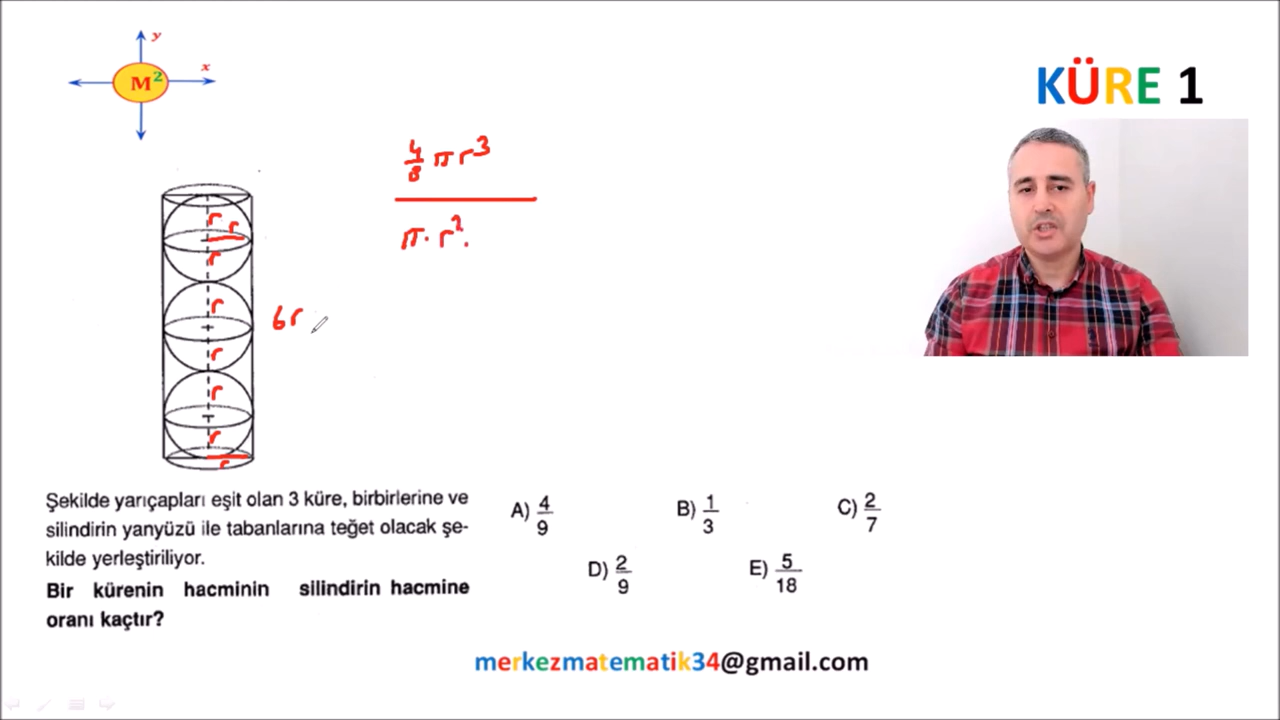 y
x
M²
KÜRE 1
4/3 π r³
π · r² ·
r
r
r
r
6r
r
r
r
r
Şekilde yarıçapları eşit olan 3 küre, birbirlerine ve
silindirin yanyüzü ile tabanlarına teğet olacak şe-
kilde yerleştiriliyor.
Bir kürenin hacminin silindirin hacmine
oranı kaçtır?
A) 4/9 B) 1/3 C) 2/7
D) 2/9 E) 5/18
merkezmatematik34@gmail.com